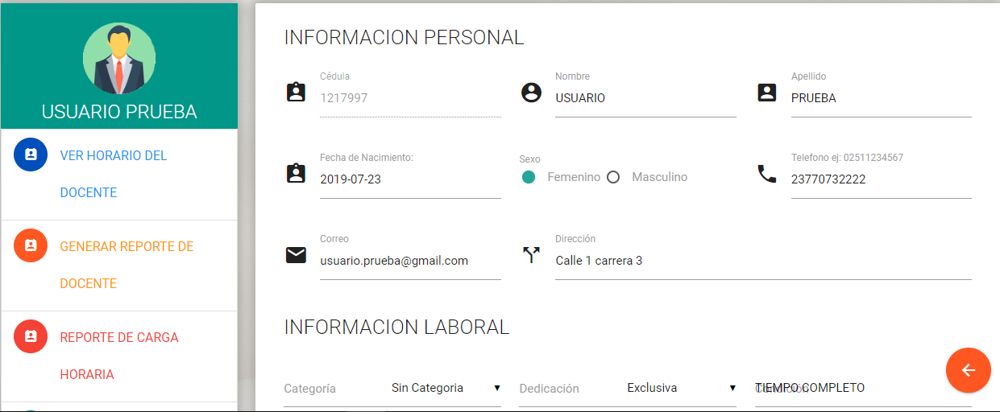 USUARIO PRUEBA
VER HORARIO DEL
DOCENTE
GENERAR REPORTE DE
DOCENTE
REPORTE DE CARGA
HORARIA
INFORMACION PERSONAL
Cédula Nombre Apellido
1217997 USUARIO PRUEBA
Fecha de Nacimiento: Sexo Telefono ej: 02511234567
2019-07-23 Femenino Masculino 23770732222
Correo Dirección
usuario.prueba@gmail.com Calle 1 carrera 3
INFORMACION LABORAL
Categoría Sin Categoria Dedicación Exclusiva TIEMPO COMPLETO